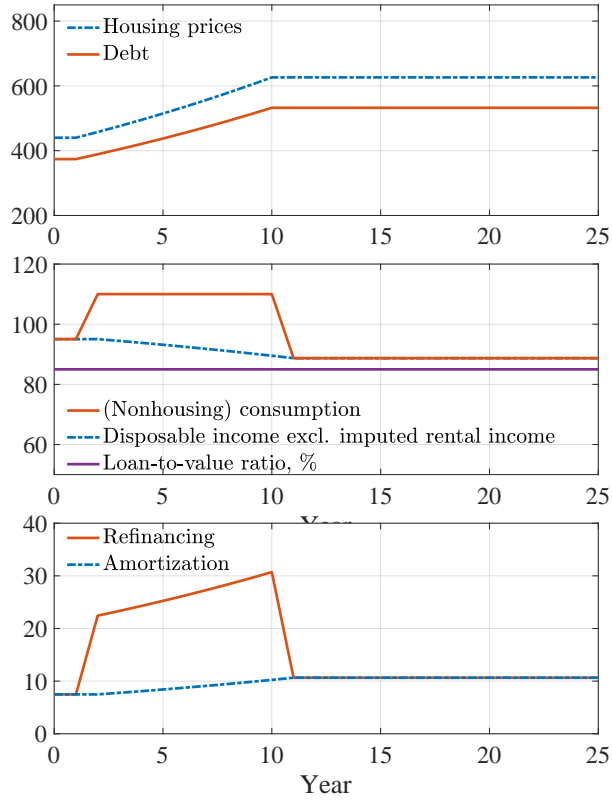 800
600
400
200
Housing prices
Debt
0 5 10 15 20 25
120
100
80
60
(Nonhousing) consumption
Disposable income excl. imputed rental income
Loan-to-value ratio, %
0 5 10 15 20 25
Year
40
30
20
10
0
Refinancing
Amortization
0 5 10 15 20 25
Year